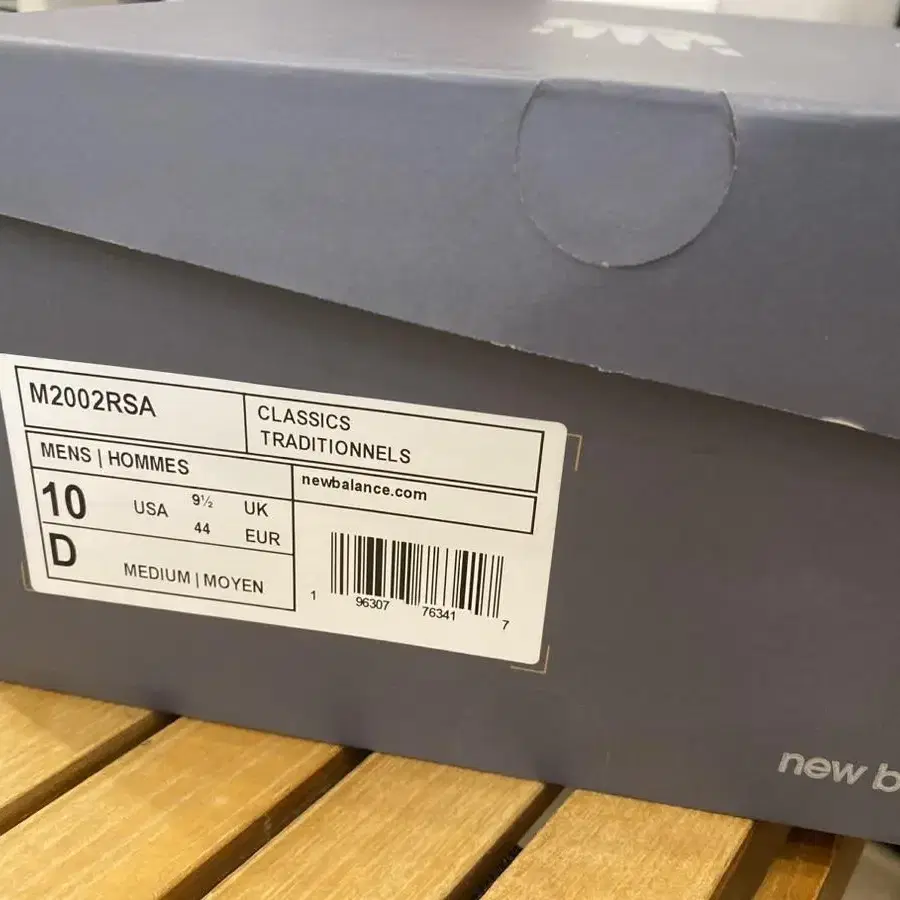 M2002RSA
CLASSICS
TRADITIONNELS
MENS | HOMMES
newbalance.com
10 USA 9½ UK
44 EUR
D MEDIUM | MOYEN
1 96307 76341 7
new b